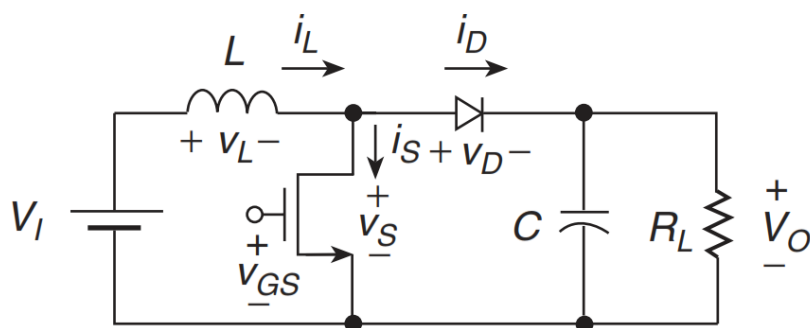 i_L
i_D
L
+ v_L −
i_S
+ v_D −
V_I
+
v_S
−
+
v_GS
−
C
R_L
+
V_O
−